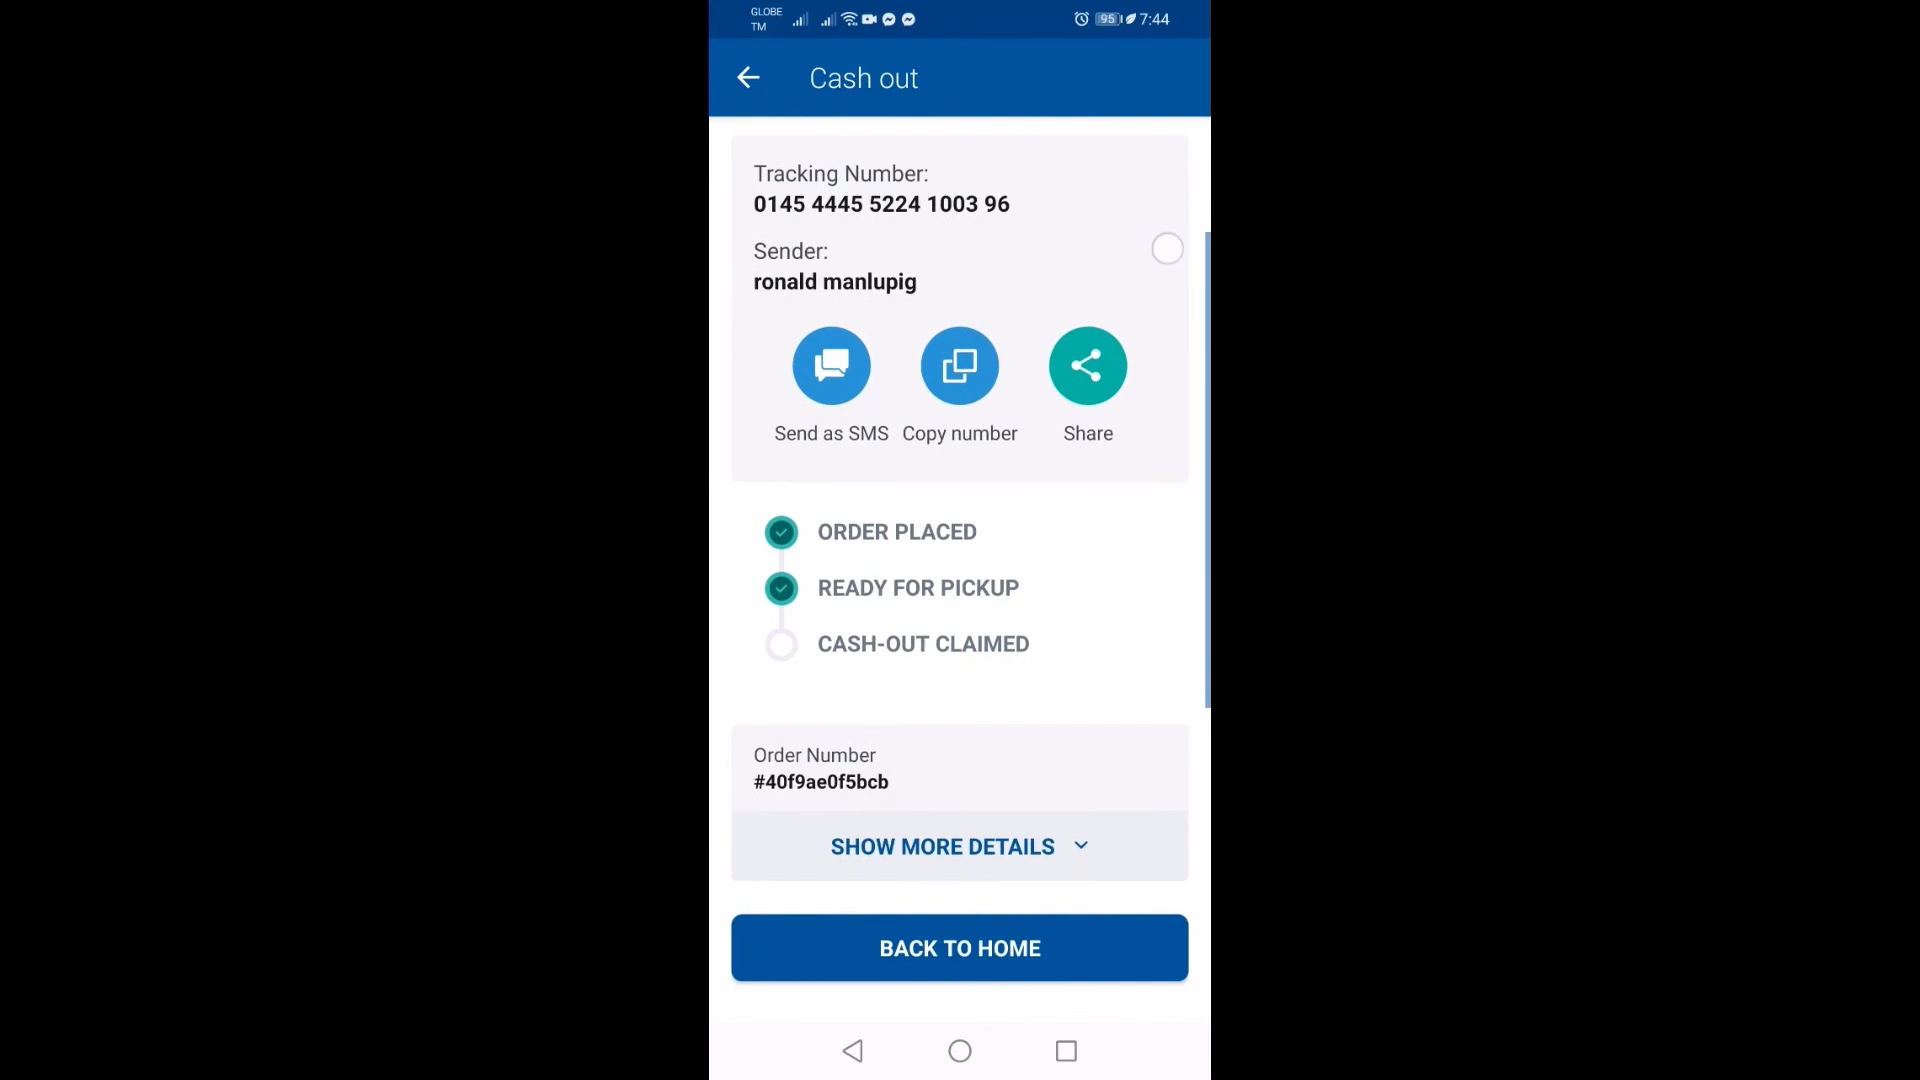 GLOBE
TM
95 7:44
Cash out
Tracking Number:
0145 4445 5224 1003 96
Sender:
ronald manlupig
Send as SMS Copy number Share
ORDER PLACED
READY FOR PICKUP
CASH-OUT CLAIMED
Order Number
#40f9ae0f5bcb
SHOW MORE DETAILS
BACK TO HOME